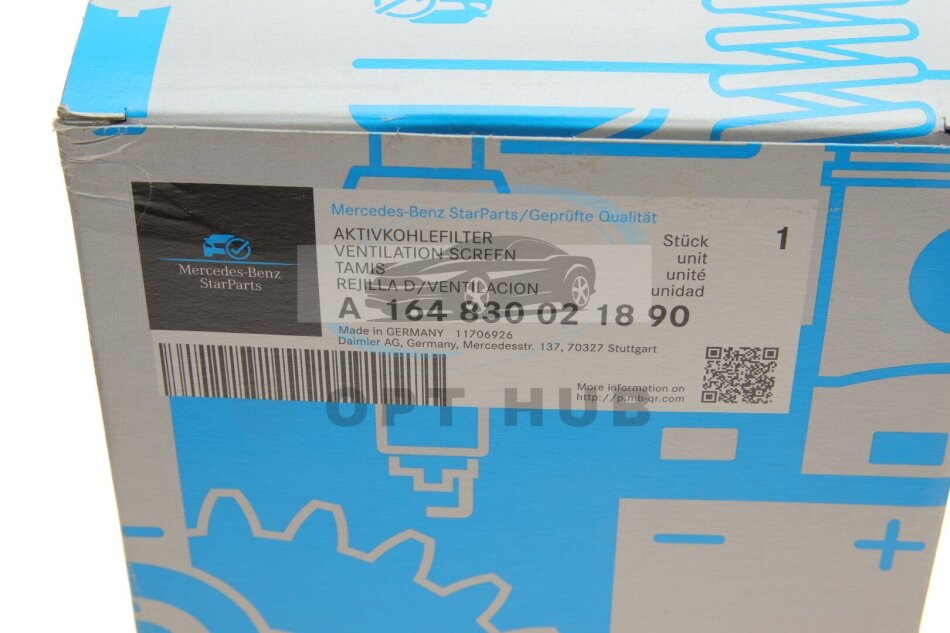 Mercedes-Benz StarParts/Geprüfte Qualität
Mercedes-Benz
StarParts
AKTIVKOHLEFILTER
VENTILATION SCREEN
TAMIS
REJILLA D/VENTILACION
Stück 1
unit
unité
unidad
A 164 830 02 18 90
Made in GERMANY 11706926
Daimler AG, Germany, Mercedesstr. 137, 70327 Stuttgart
More information on
http://p.mb-qr.com
OPT HUB